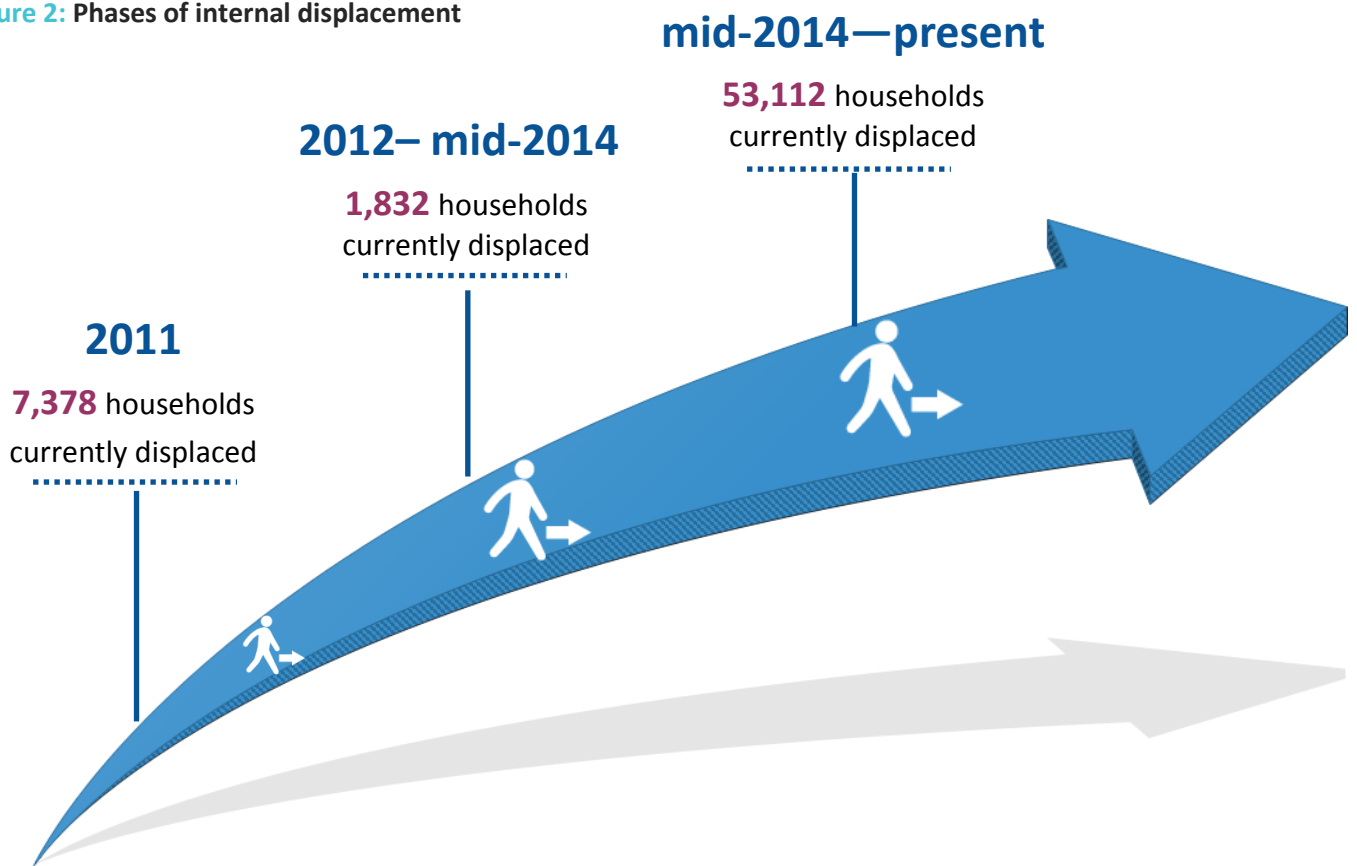 ure 2: Phases of internal displacement
mid-2014—present
53,112 households
currently displaced
2012– mid-2014
1,832 households
currently displaced
2011
7,378 households
currently displaced